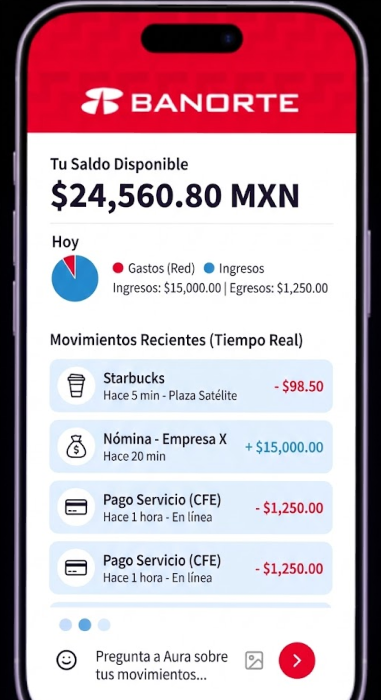 BANORTE
Tu Saldo Disponible
$24,560.80 MXN
Hoy
Gastos (Red) Ingresos
Ingresos: $15,000.00 | Egresos: $1,250.00
Movimientos Recientes (Tiempo Real)
Starbucks
- $98.50
Hace 5 min - Plaza Satélite
Nómina - Empresa X
+ $15,000.00
Hace 20 min
Pago Servicio (CFE)
- $1,250.00
Hace 1 hora - En línea
Pago Servicio (CFE)
- $1,250.00
Hace 1 hora - En línea
Pregunta a Aura sobre
tus movimientos...